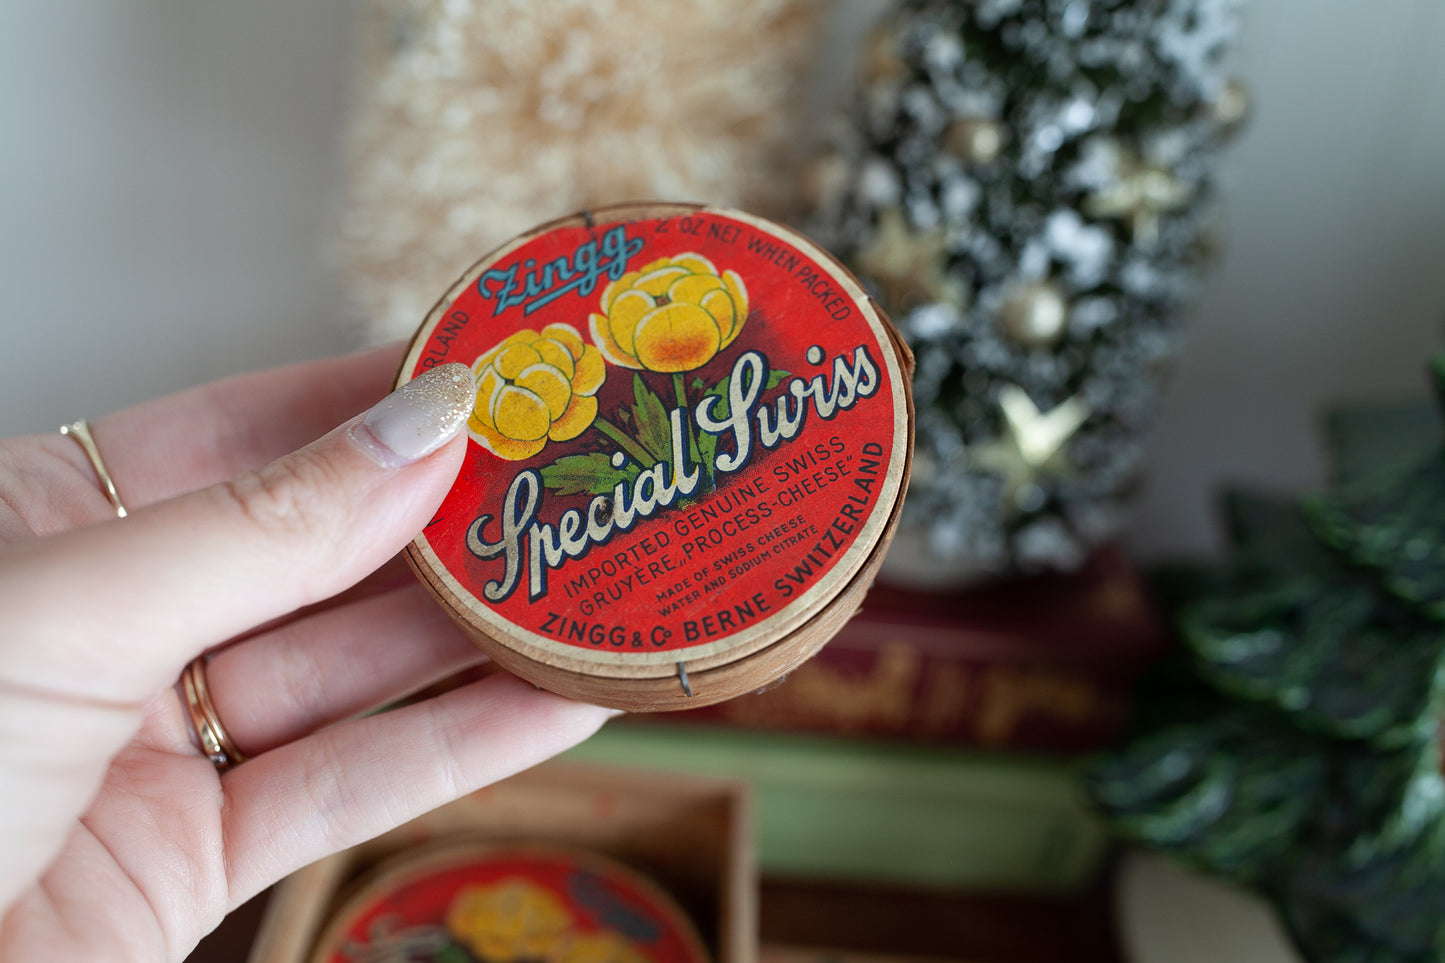 Zingg
2 OZ NET WHEN PACKED
ERLAND
Special Swiss
IMPORTED GENUINE SWISS
GRUYÈRE „PROCESS-CHEESE“
MADE OF SWISS CHEESE
WATER AND SODIUM CITRATE
ZINGG & Co BERNE SWITZERLAND